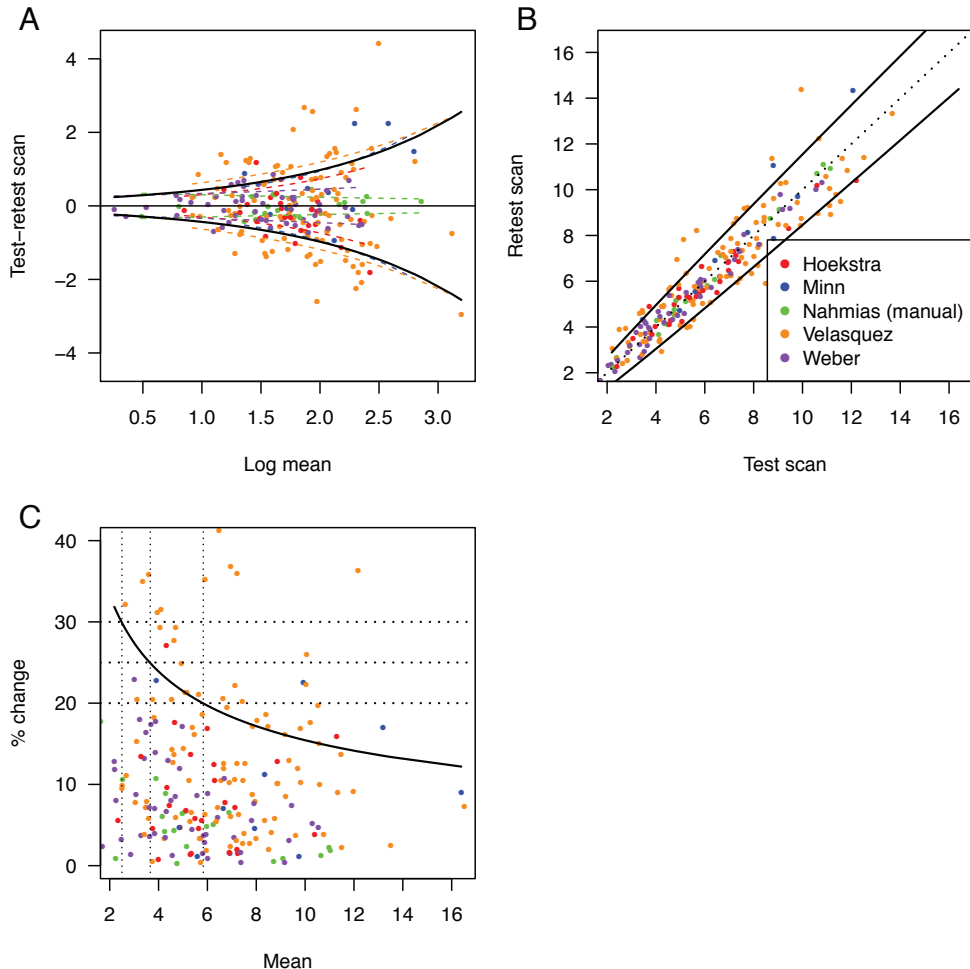 A
Test–retest scan
4
2
0
−2
−4
0.5 1.0 1.5 2.0 2.5 3.0
Log mean
B
Retest scan
16
14
12
10
8
6
4
2
Hoekstra
Minn
Nahmias (manual)
Velasquez
Weber
2 4 6 8 10 12 14 16
Test scan
C
% change
40
30
20
10
0
2 4 6 8 10 12 14 16
Mean